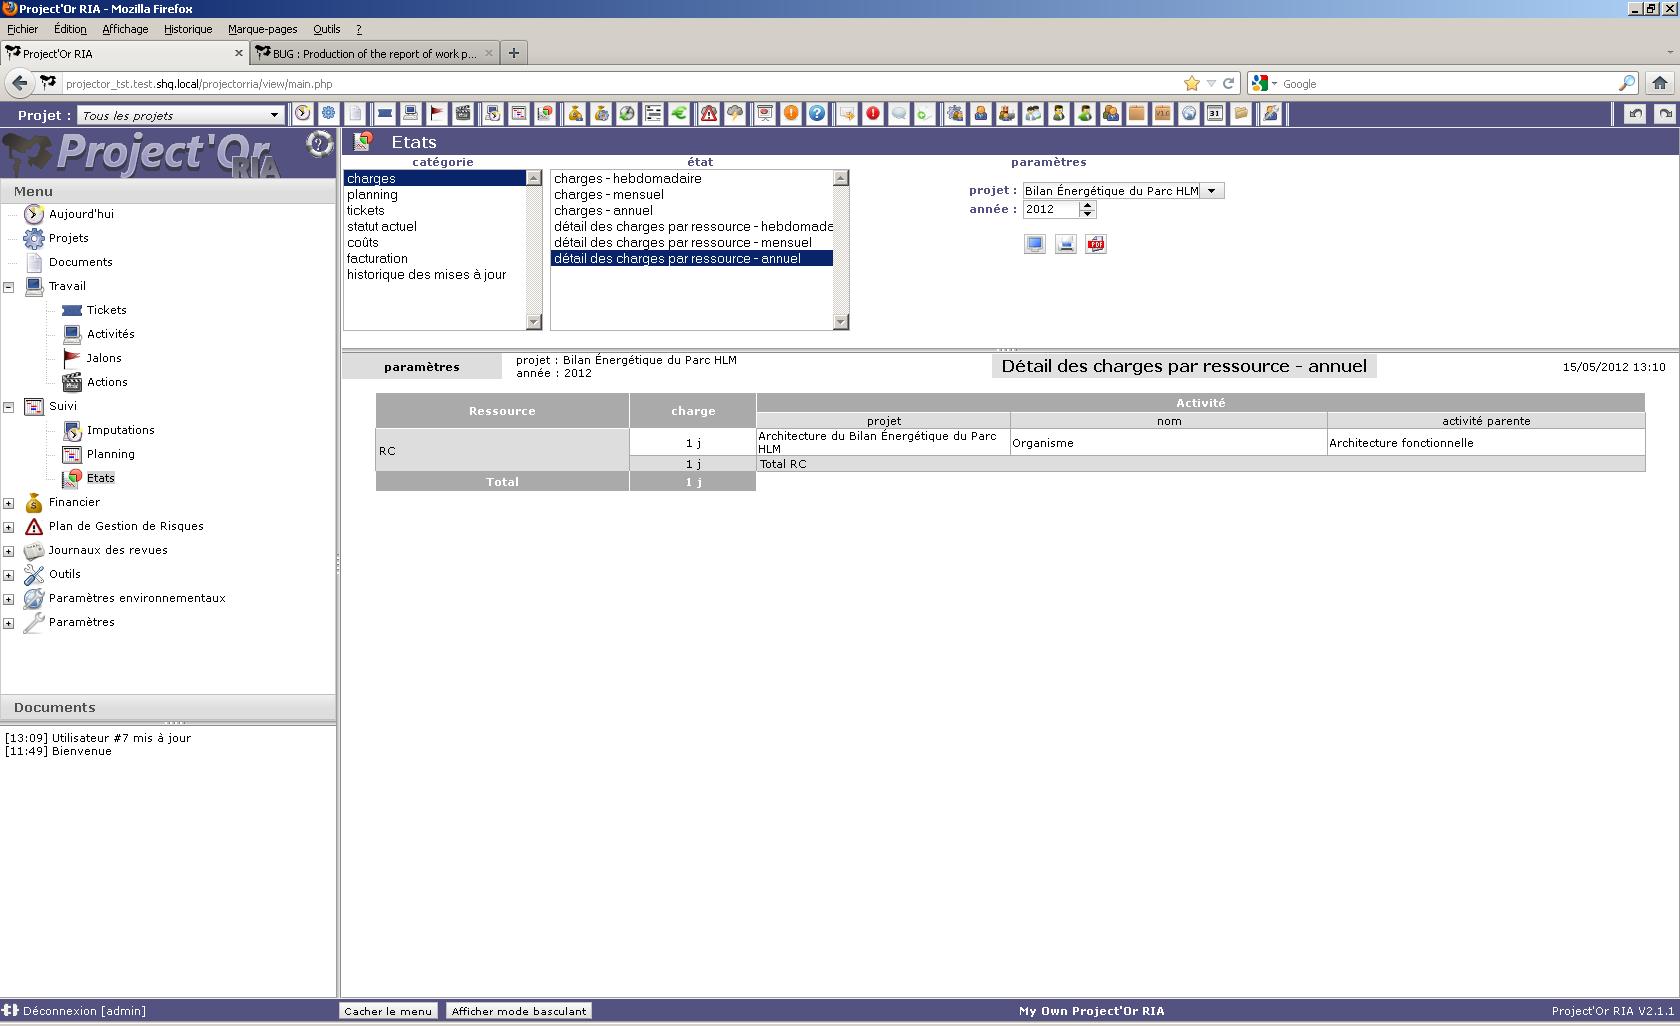 Project'Or RIA - Mozilla Firefox
Fichier Édition Affichage Historique Marque-pages Outils ?
Project'Or RIA
BUG : Production of the report of work p...
projector_tst.test.shq.local/projectorria/view/main.php
Google
Projet : Tous les projets
31
Project'Or RIA
Menu
Aujourd'hui
Projets
Documents
Travail
Tickets
Activités
Jalons
Actions
Suivi
Imputations
Planning
Etats
Financier
Plan de Gestion de Risques
Journaux des revues
Outils
Paramètres environnementaux
Paramètres
Documents
[13:09] Utilisateur #7 mis à jour
[11:49] Bienvenue
Etats
catégorie
charges
planning
tickets
statut actuel
coûts
facturation
historique des mises à jour
état
charges - hebdomadaire
charges - mensuel
charges - annuel
détail des charges par ressource - hebdomada
détail des charges par ressource - mensuel
détail des charges par ressource - annuel
paramètres
projet : Bilan Énergétique du Parc HLM
année : 2012
PDF
paramètres
projet : Bilan Énergétique du Parc HLM
année : 2012
Détail des charges par ressource - annuel
15/05/2012 13:10
Ressource charge Activité
projet nom activité parente
RC
1 j
Architecture du Bilan Énergétique du Parc
HLM
Organisme
Architecture fonctionnelle
1 j Total RC
Total 1 j
Déconnexion [admin]
Cacher le menu
Afficher mode basculant
My Own Project'Or RIA
Project'Or RIA V2.1.1